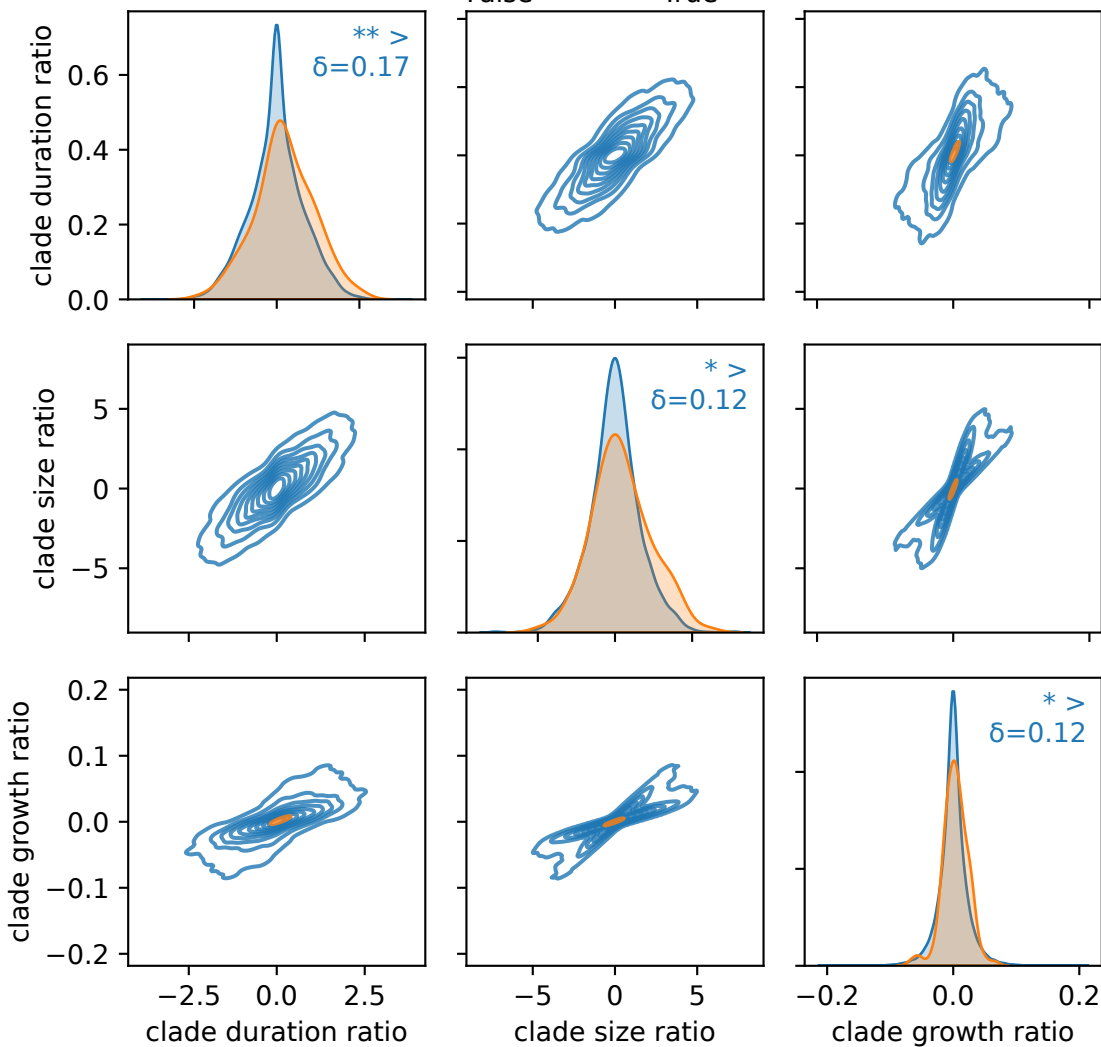 True
clade duration ratio
0.6
0.4
0.2
0.0
** >
δ=0.17
clade size ratio
5
0
−5
* >
δ=0.12
clade growth ratio
0.2
0.1
0.0
−0.1
−0.2
* >
δ=0.12
−2.5 0.0 2.5
−5 0 5
−0.2 0.0 0.2
clade duration ratio
clade size ratio
clade growth ratio